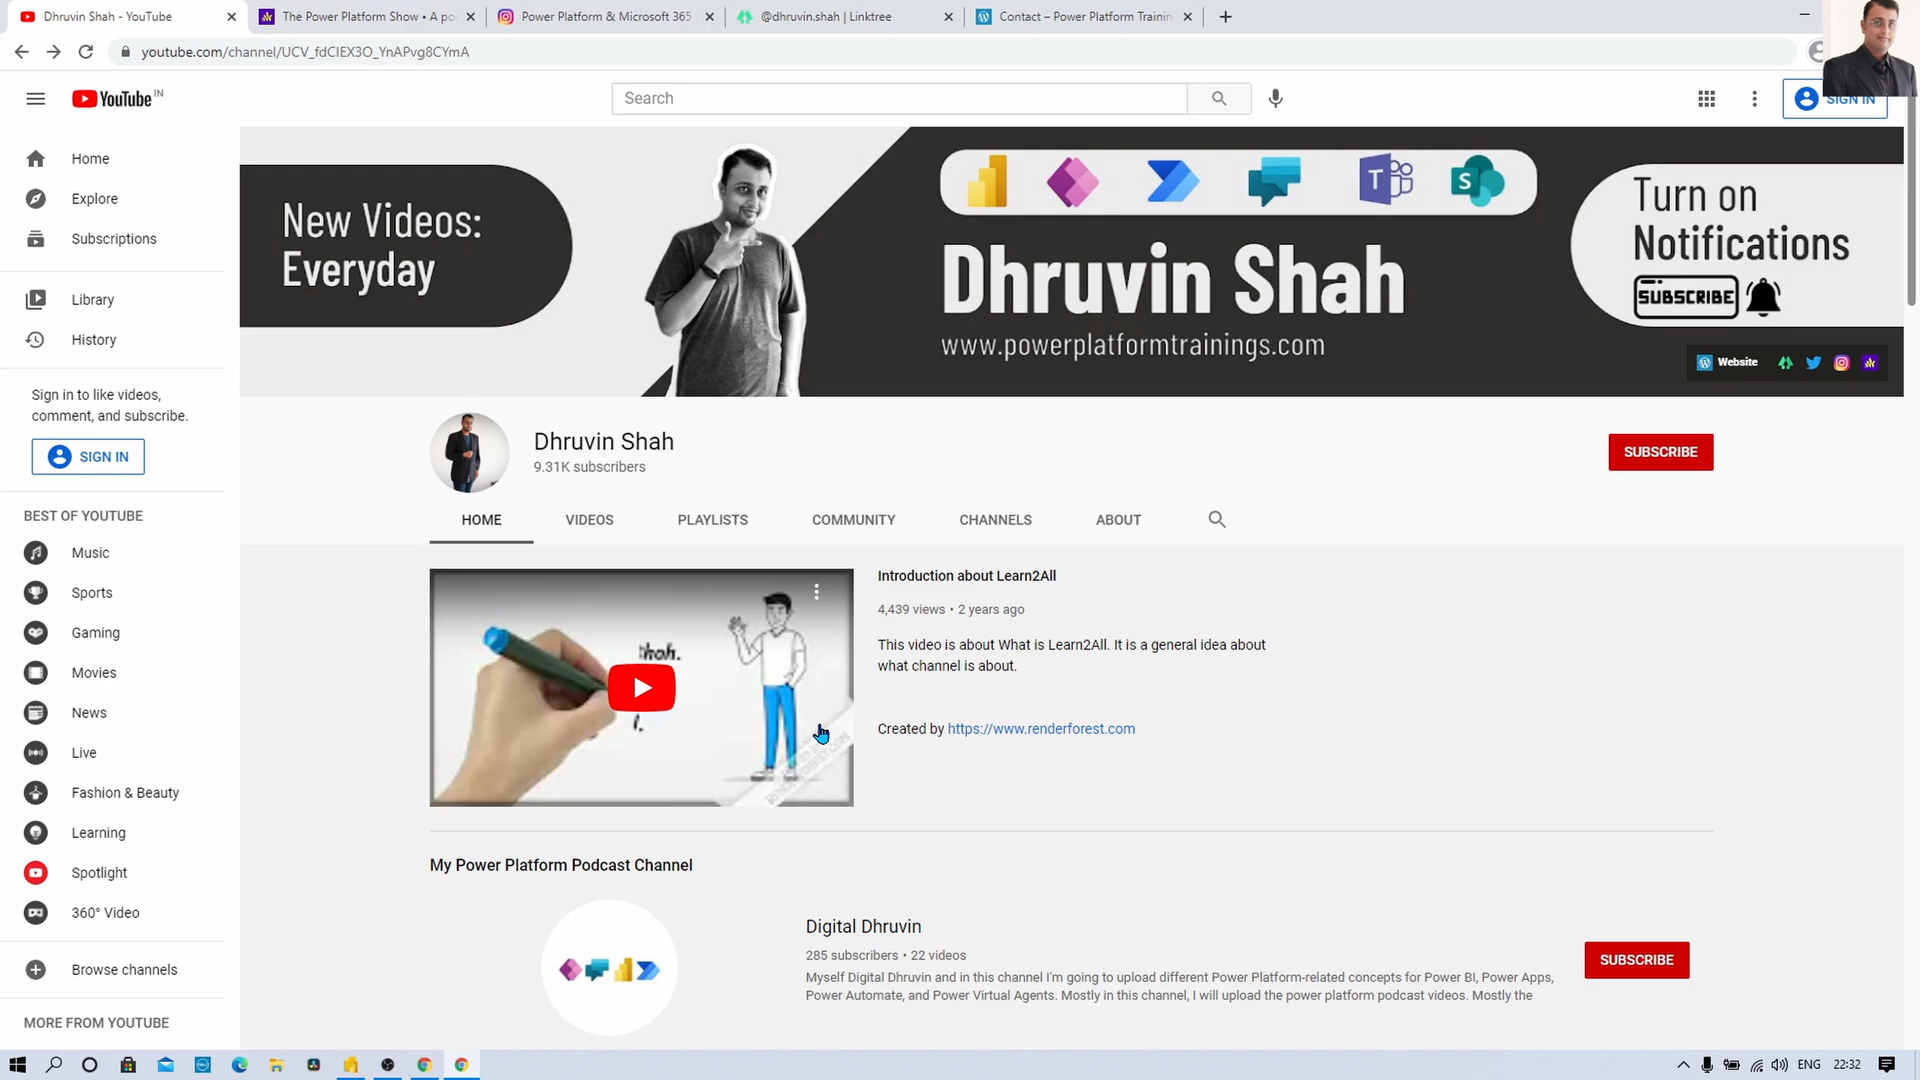 Dhruvin Shah - YouTube
The Power Platform Show • A po
Power Platform & Microsoft 365
@dhruvin.shah | Linktree
Contact – Power Platform Trainin
youtube.com/channel/UCV_fdCIEX3O_YnAPvg8CYmA
YouTube IN
Search
SIGN IN
Home
Explore
Subscriptions
Library
History
Sign in to like videos,
comment, and subscribe.
SIGN IN
BEST OF YOUTUBE
Music
Sports
Gaming
Movies
News
Live
Fashion & Beauty
Learning
Spotlight
360° Video
Browse channels
MORE FROM YOUTUBE
New Videos:
Everyday
T
S
Dhruvin Shah
www.powerplatformtrainings.com
Turn on
Notifications
SUBSCRIBE
Website
Dhruvin Shah
9.31K subscribers
SUBSCRIBE
HOME
VIDEOS
PLAYLISTS
COMMUNITY
CHANNELS
ABOUT
Introduction about Learn2All
4,439 views • 2 years ago
This video is about What is Learn2All. It is a general idea about
what channel is about.
Created by https://www.renderforest.com
My Power Platform Podcast Channel
Digital Dhruvin
285 subscribers • 22 videos
Myself Digital Dhruvin and in this channel I'm going to upload different Power Platform-related concepts for Power BI, Power Apps,
Power Automate, and Power Virtual Agents. Mostly in this channel, I will upload the power platform podcast videos. Mostly the
SUBSCRIBE
ENG
22:32